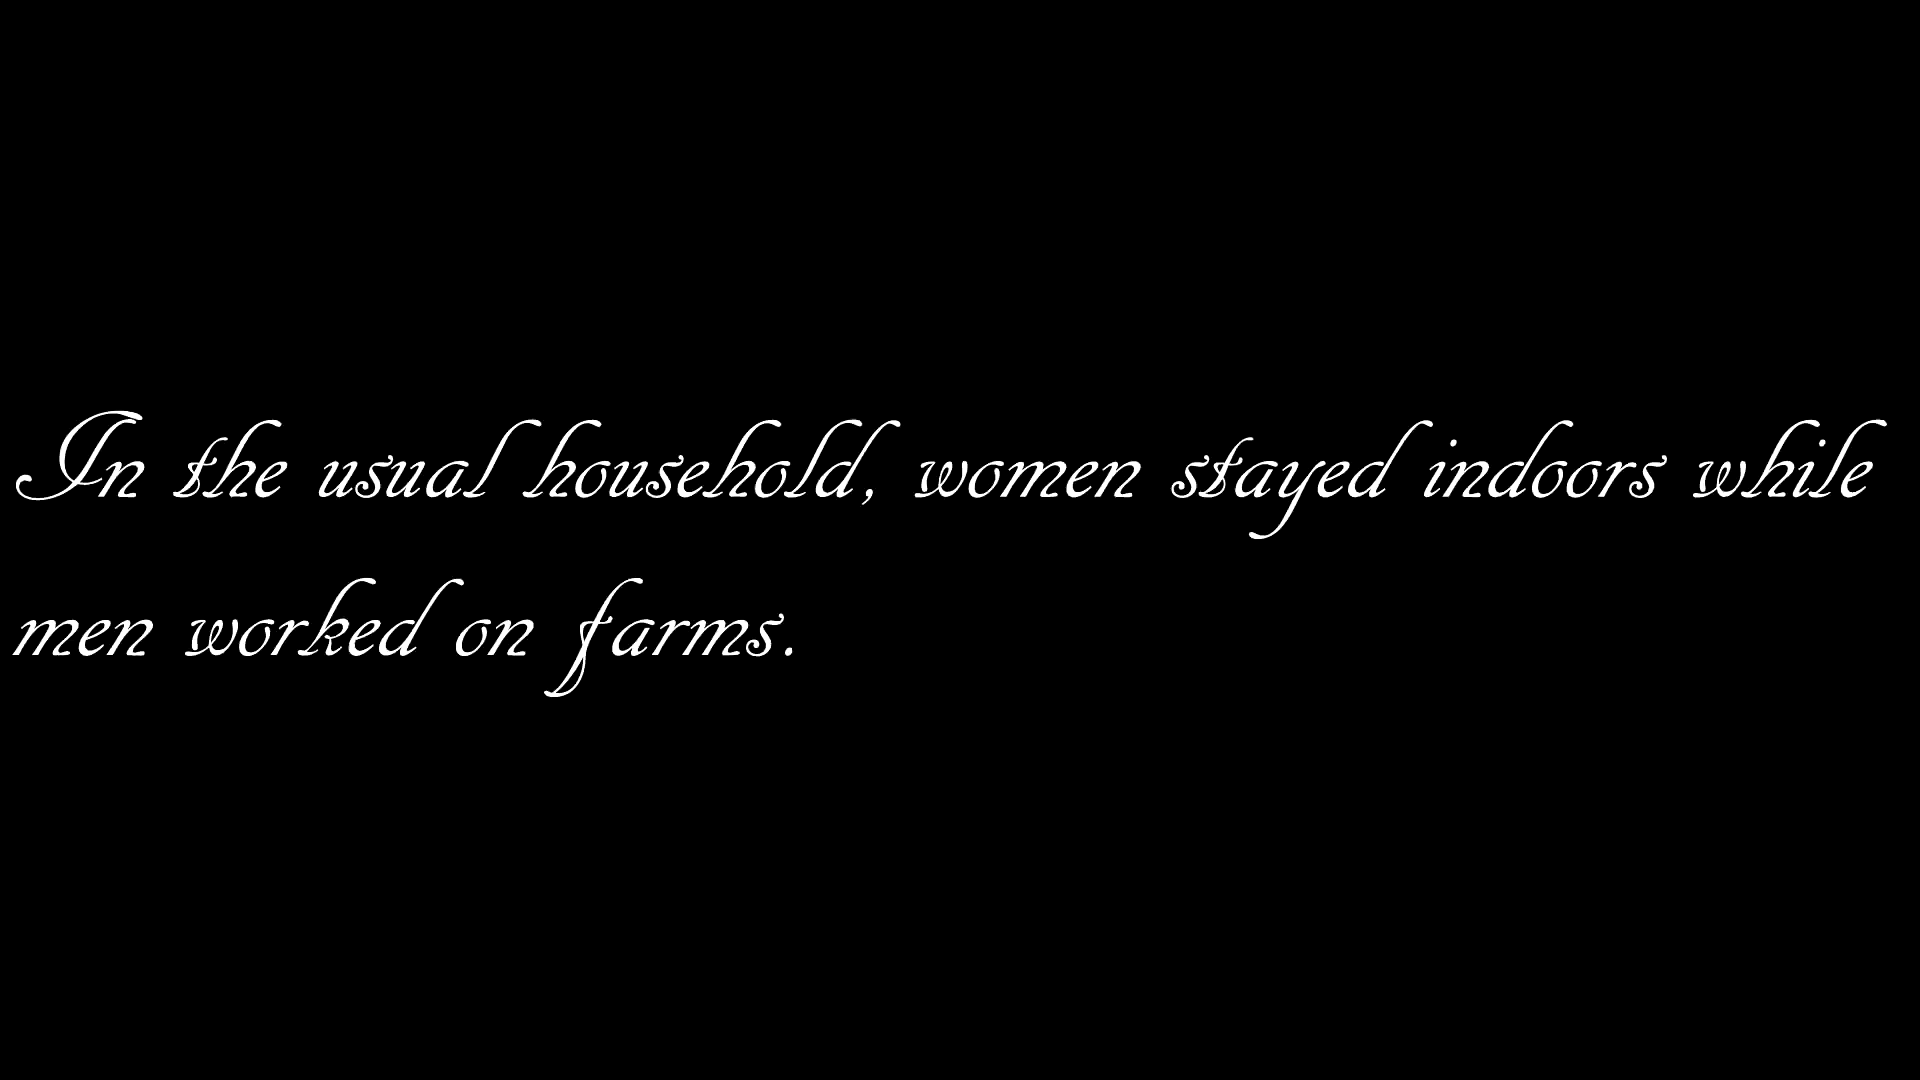 In the usual household, women stayed indoors while
men worked on farms.